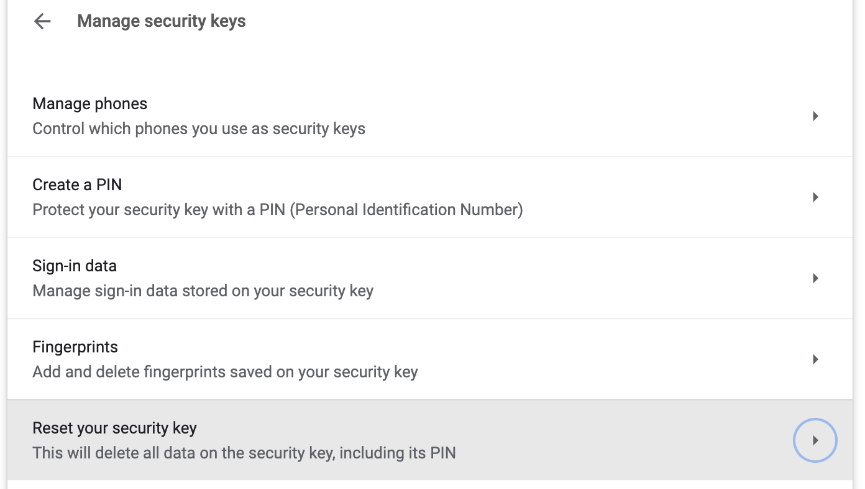 Manage security keys
Manage phones
Control which phones you use as security keys
Create a PIN
Protect your security key with a PIN (Personal Identification Number)
Sign-in data
Manage sign-in data stored on your security key
Fingerprints
Add and delete fingerprints saved on your security key
Reset your security key
This will delete all data on the security key, including its PIN